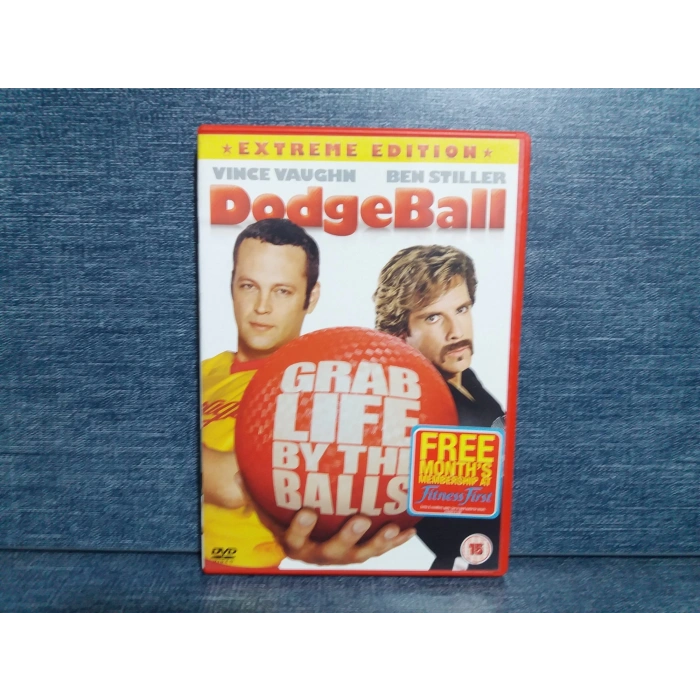 ★ EXTREME EDITION ★
VINCE VAUGHN BEN STILLER
DodgeBall
GRAB
LIFE
BY THE
BALLS
FREE
MONTH'S
MEMBERSHIP AT
Fitness First
DVD
VIDEO
15